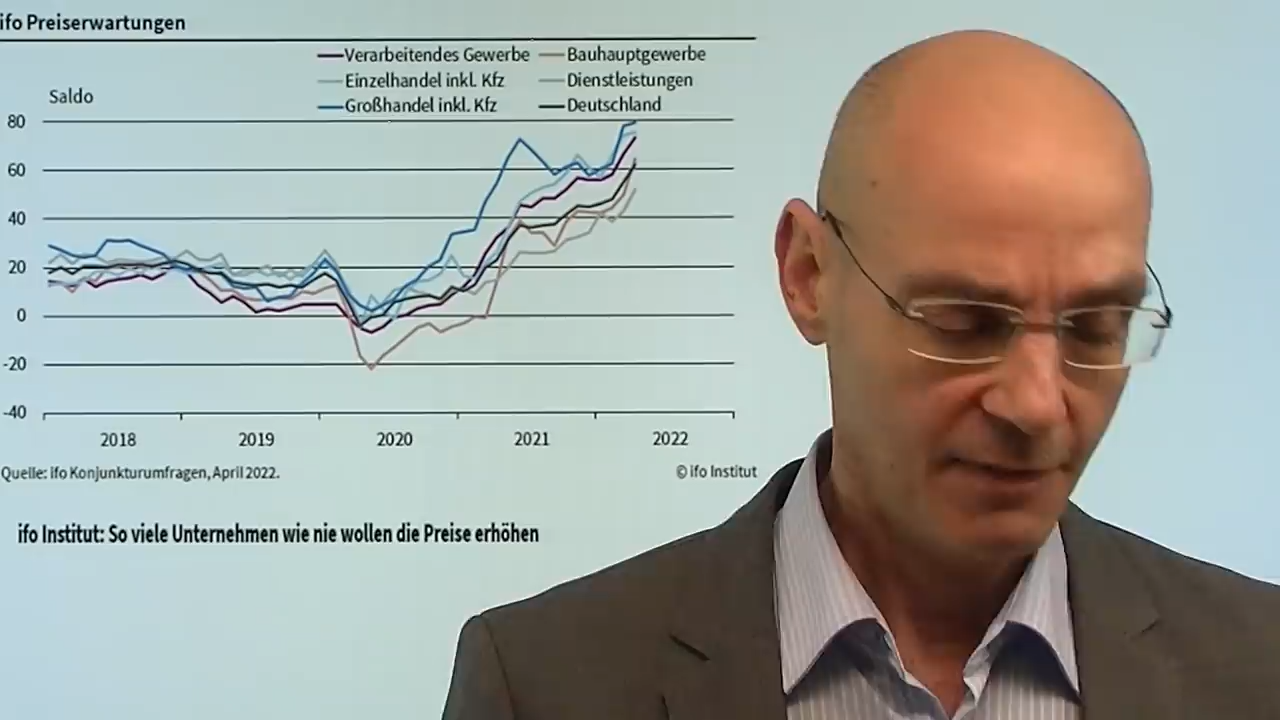 ifo Preiserwartungen
Verarbeitendes Gewerbe Bauhauptgewerbe
Einzelhandel inkl. Kfz Dienstleistungen
Großhandel inkl. Kfz Deutschland
Saldo
80
60
40
20
0
-20
-40
2018 2019 2020 2021 2022
Quelle: ifo Konjunkturumfragen, April 2022. © ifo Institut
ifo Institut: So viele Unternehmen wie nie wollen die Preise erhöhen